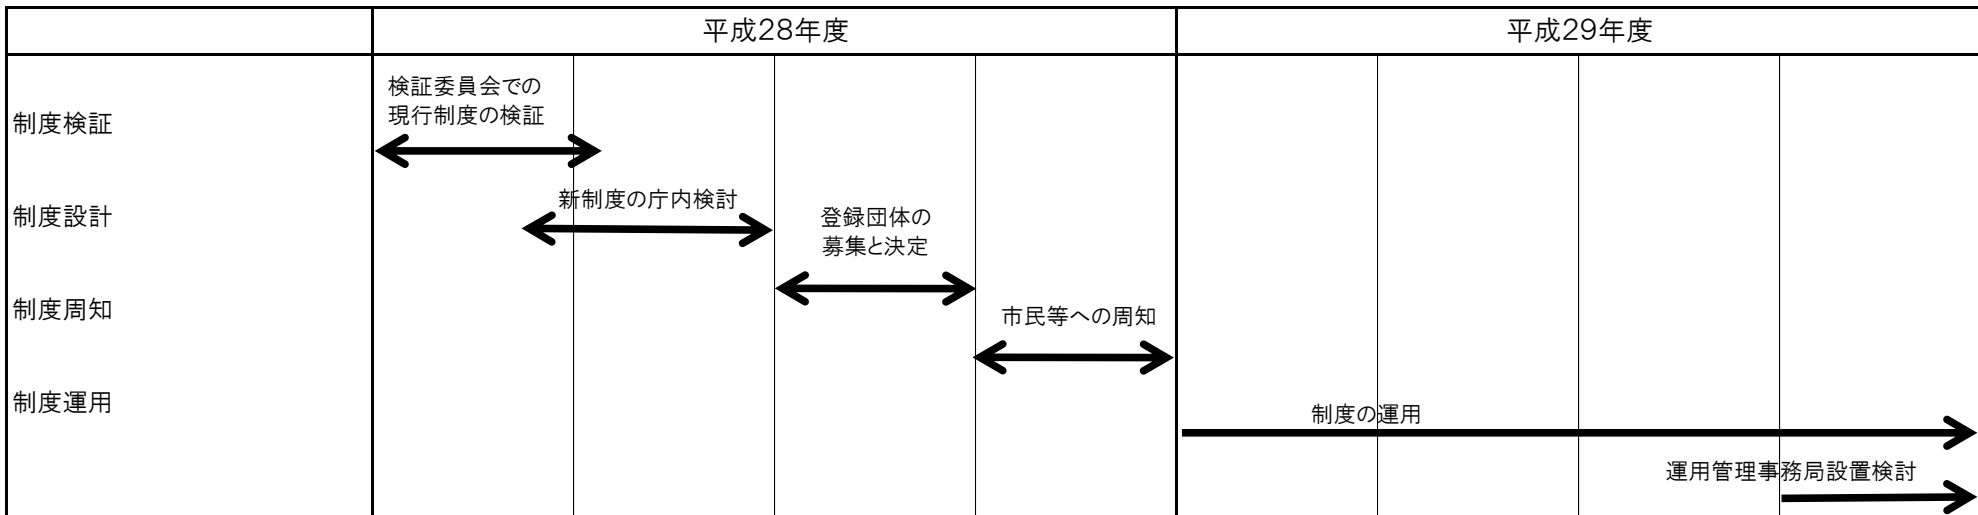 平成28年度
平成29年度
制度検証
検証委員会での
現行制度の検証
制度設計
新制度の庁内検討
登録団体の
募集と決定
制度周知
市民等への周知
制度運用
制度の運用
運用管理事務局設置検討